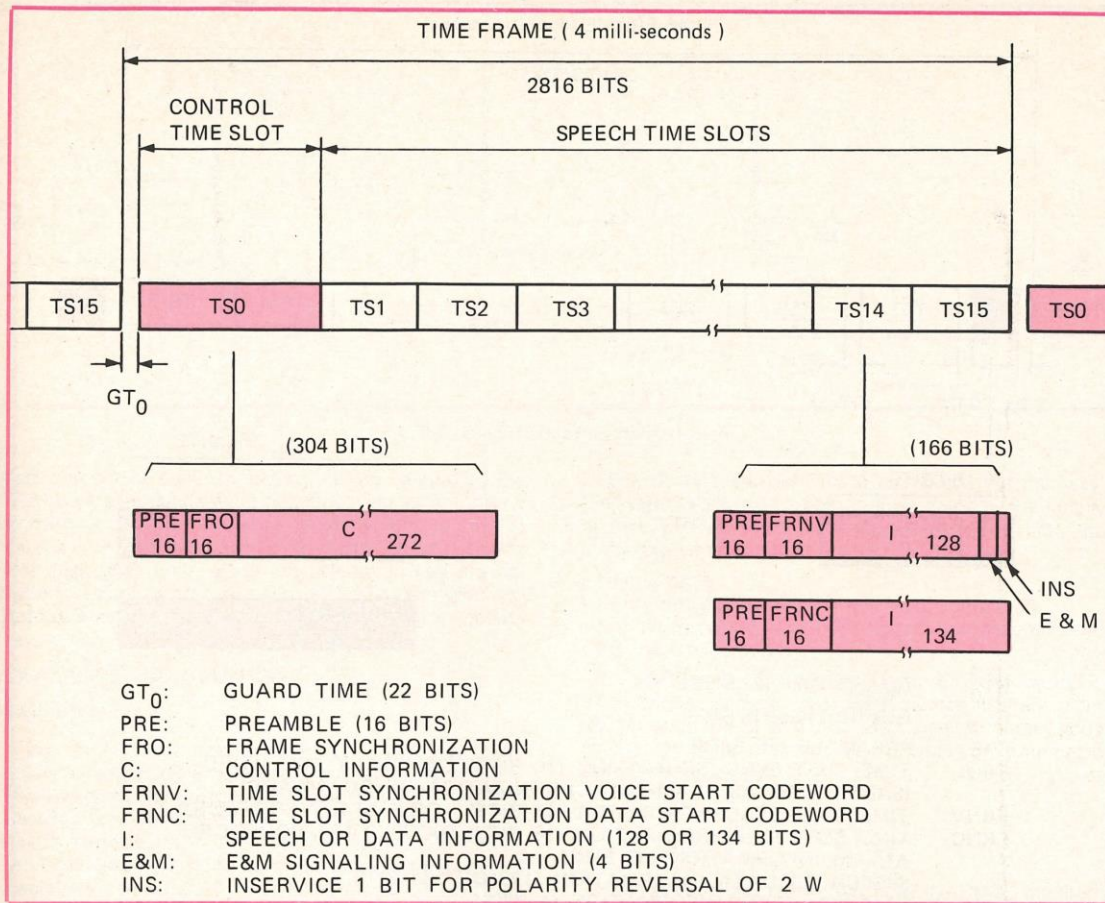 TIME FRAME ( 4 milli-seconds )
2816 BITS
CONTROL
TIME SLOT
SPEECH TIME SLOTS
TS15
TS0
TS1
TS2
TS3
TS14
TS15
TS0
GT0
(304 BITS)
(166 BITS)
PRE
16
FRO
16
C
272
PRE
16
FRNV
16
I
128
INS
E & M
PRE
16
FRNC
16
I
134
GT0: GUARD TIME (22 BITS)
PRE: PREAMBLE (16 BITS)
FRO: FRAME SYNCHRONIZATION
C: CONTROL INFORMATION
FRNV: TIME SLOT SYNCHRONIZATION VOICE START CODEWORD
FRNC: TIME SLOT SYNCHRONIZATION DATA START CODEWORD
I: SPEECH OR DATA INFORMATION (128 OR 134 BITS)
E&M: E&M SIGNALING INFORMATION (4 BITS)
INS: INSERVICE 1 BIT FOR POLARITY REVERSAL OF 2 W